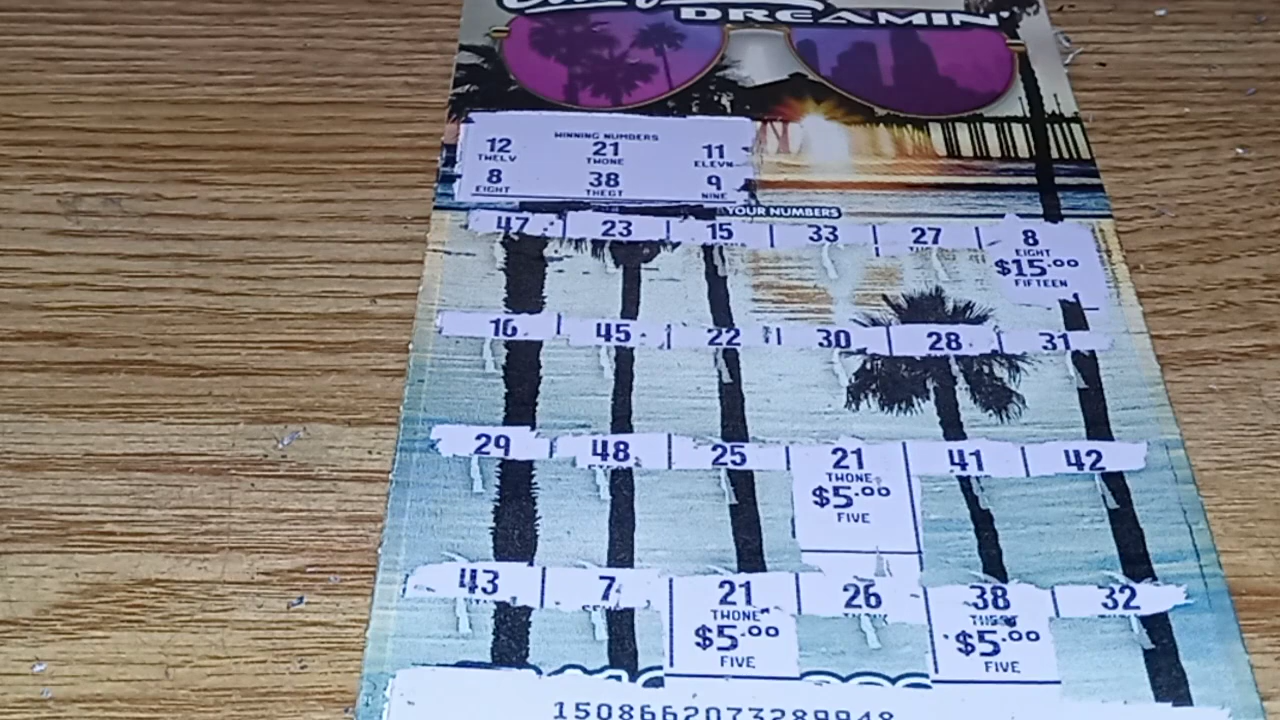 DREAMIN'
WINNING NUMBERS
12 21 11
TWELV TWONE ELEVN
8 38 9
EIGHT THEGT NINE
YOUR NUMBERS
47 23 15 33 27 8
EIGHT
$15.00
FIFTEEN
16 45 22 30 28 31
29 48 25 21 41 42
TWONE
$5.00
FIVE
43 7 21 26 38 32
TWONE
$5.00 $5.00
FIVE FIVE
1508662073289948